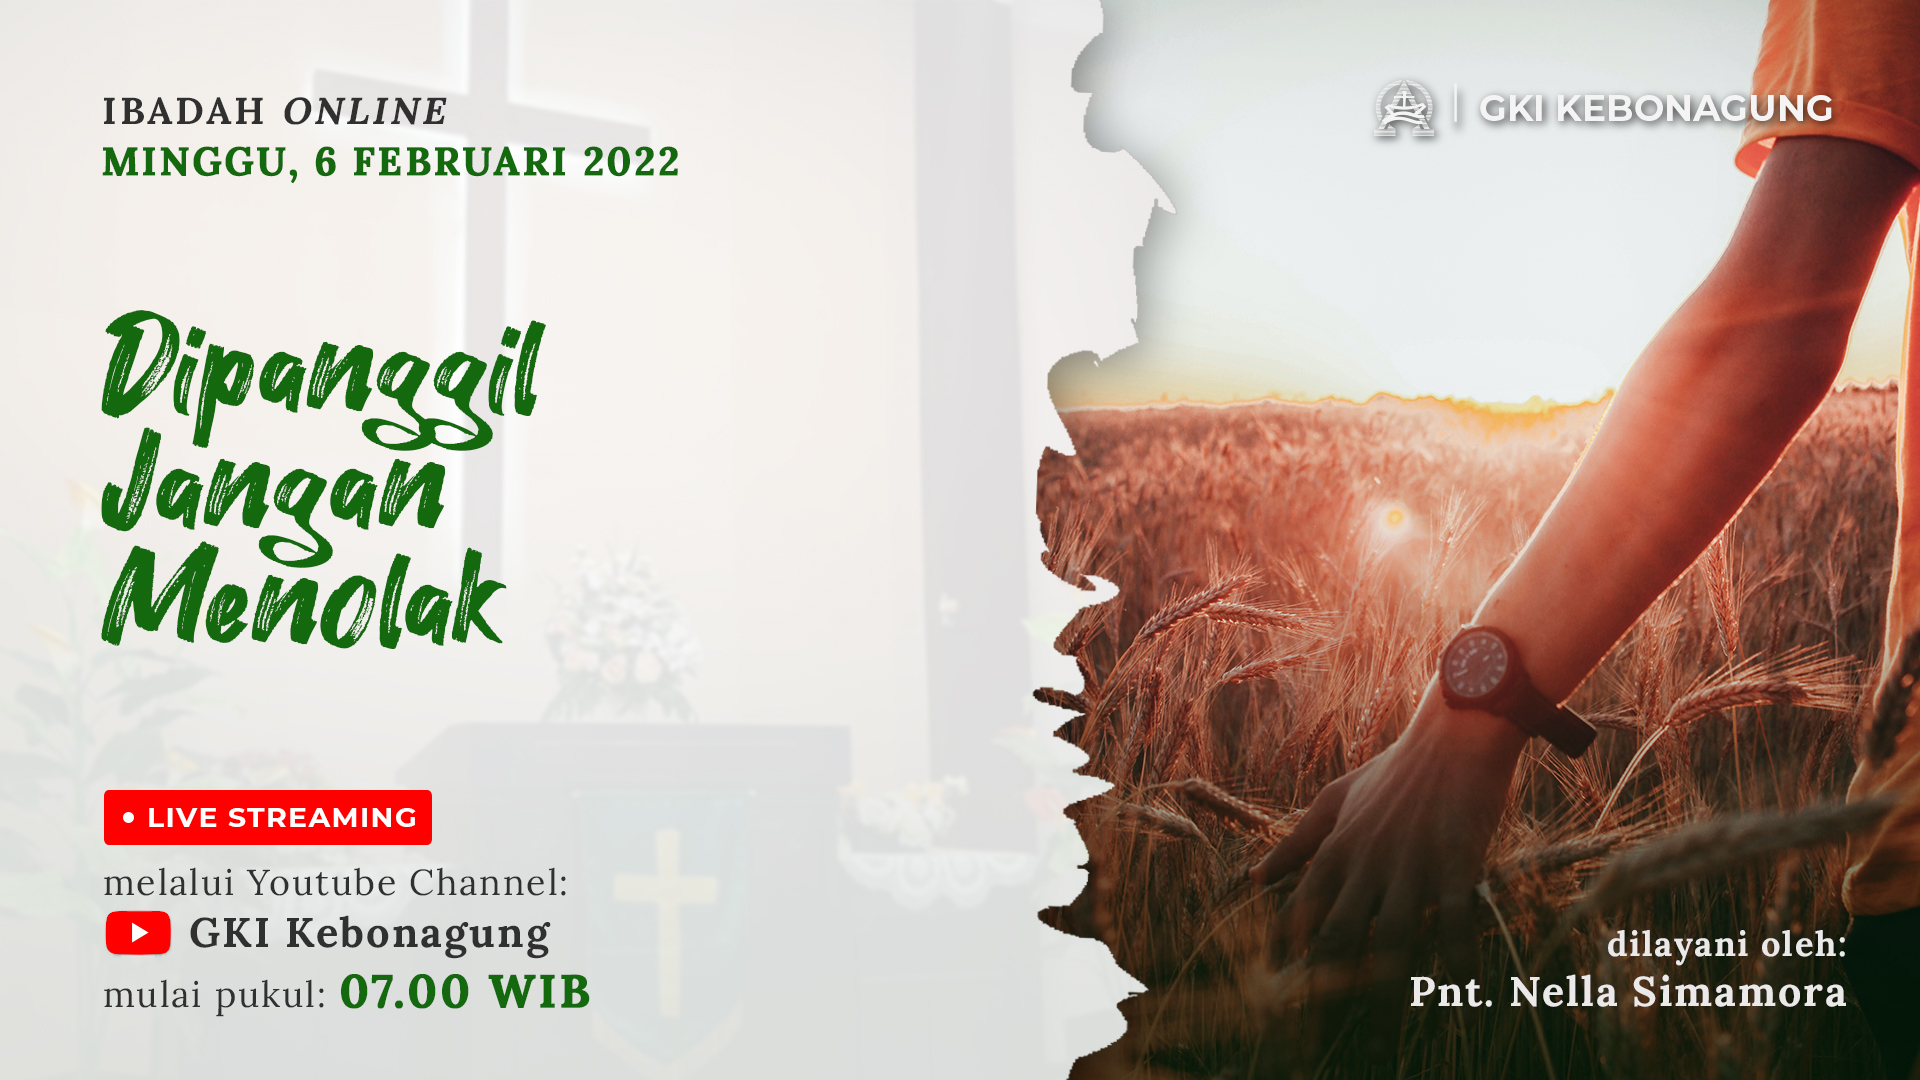 IBADAH ONLINE
MINGGU, 6 FEBRUARI 2022
GKI KEBONAGUNG
Dipanggil
Jangan
Menolak
LIVE STREAMING
melalui Youtube Channel:
GKI Kebonagung
mulai pukul: 07.00 WIB
dilayani oleh:
Pnt. Nella Simamora